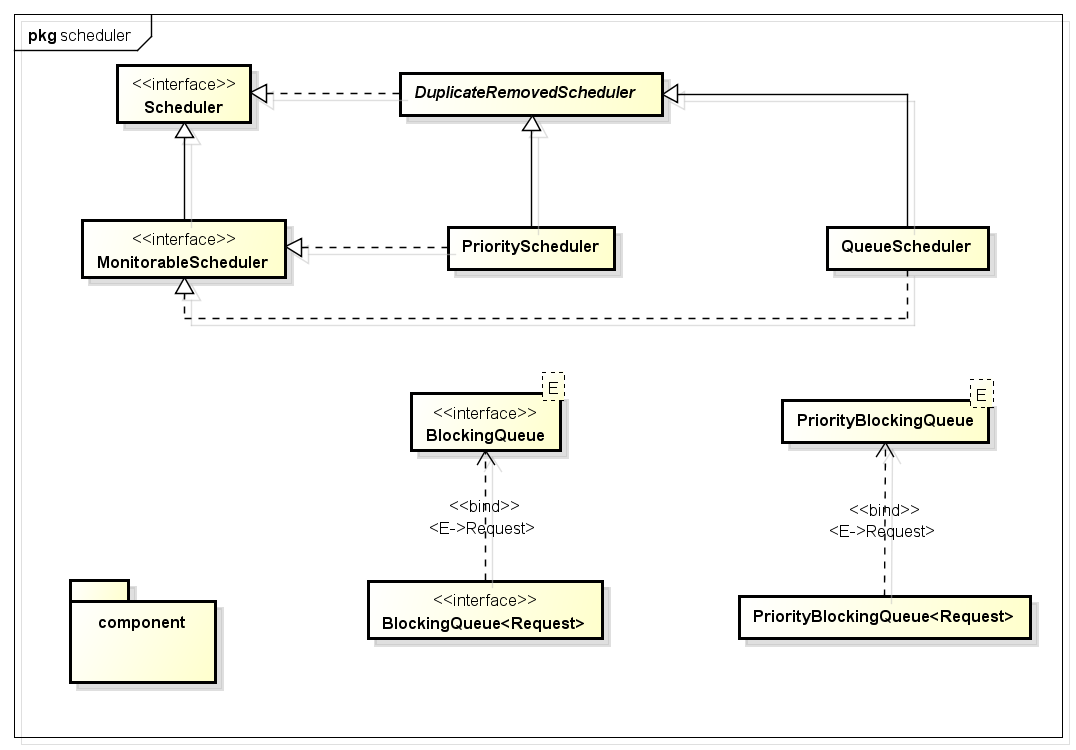 pkg scheduler
<<interface>>
Scheduler
DuplicateRemovedScheduler
<<interface>>
MonitorableScheduler
PriorityScheduler
QueueScheduler
E
<<interface>>
BlockingQueue
E
PriorityBlockingQueue
<<bind>>
<E->Request>
<<bind>>
<E->Request>
<<interface>>
BlockingQueue<Request>
PriorityBlockingQueue<Request>
component